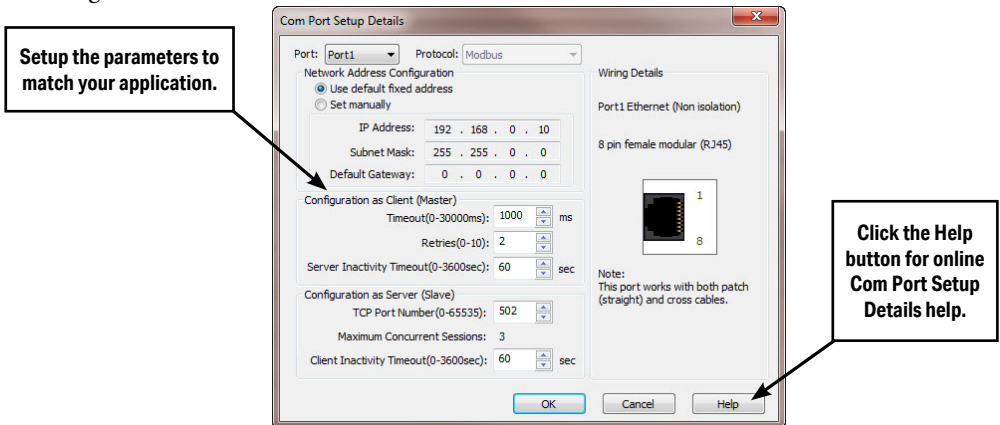 Com Port Setup Details
Setup the parameters to
match your application.
Port: Port1 Protocol: Modbus
Network Address Configuration
Use default fixed address
Set manually
IP Address: 192 . 168 . 0 . 10
Subnet Mask: 255 . 255 . 0 . 0
Default Gateway: 0 . 0 . 0 . 0
Configuration as Client (Master)
Timeout(0-30000ms): 1000 ms
Retries(0-10): 2
Server Inactivity Timeout(0-3600sec): 60 sec
Configuration as Server (Slave)
TCP Port Number(0-65535): 502
Maximum Concurrent Sessions: 3
Client Inactivity Timeout(0-3600sec): 60 sec
Wiring Details
Port1 Ethernet (Non isolation)
8 pin female modular (RJ45)
1
8
Note:
This port works with both patch
(straight) and cross cables.
OK Cancel Help
Click the Help
button for online
Com Port Setup
Details help.